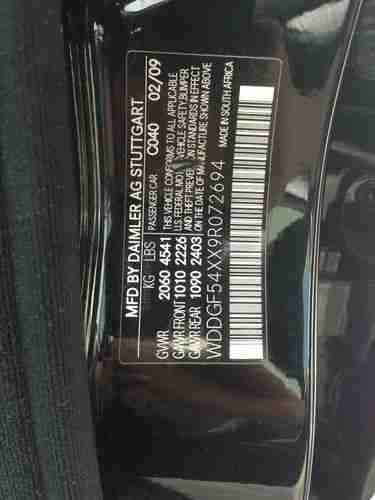 MFD BY DAIMLER AG STUTTGART
PASSENGER CAR C040 02/09
KG LBS THIS VEHICLE CONFORMS TO ALL APPLICABLE
GVWR 2060 4541 U.S. FEDERAL MOTOR VEHICLE SAFETY BUMPER
GAWR FRONT 1010 2226 AND THEFT PREVENTION STANDARDS IN EFFECT
GAWR REAR 1090 2403 ON THE DATE OF MANUFACTURE SHOWN ABOVE
MADE IN SOUTH AFRICA
WDDGF54XX9R072694